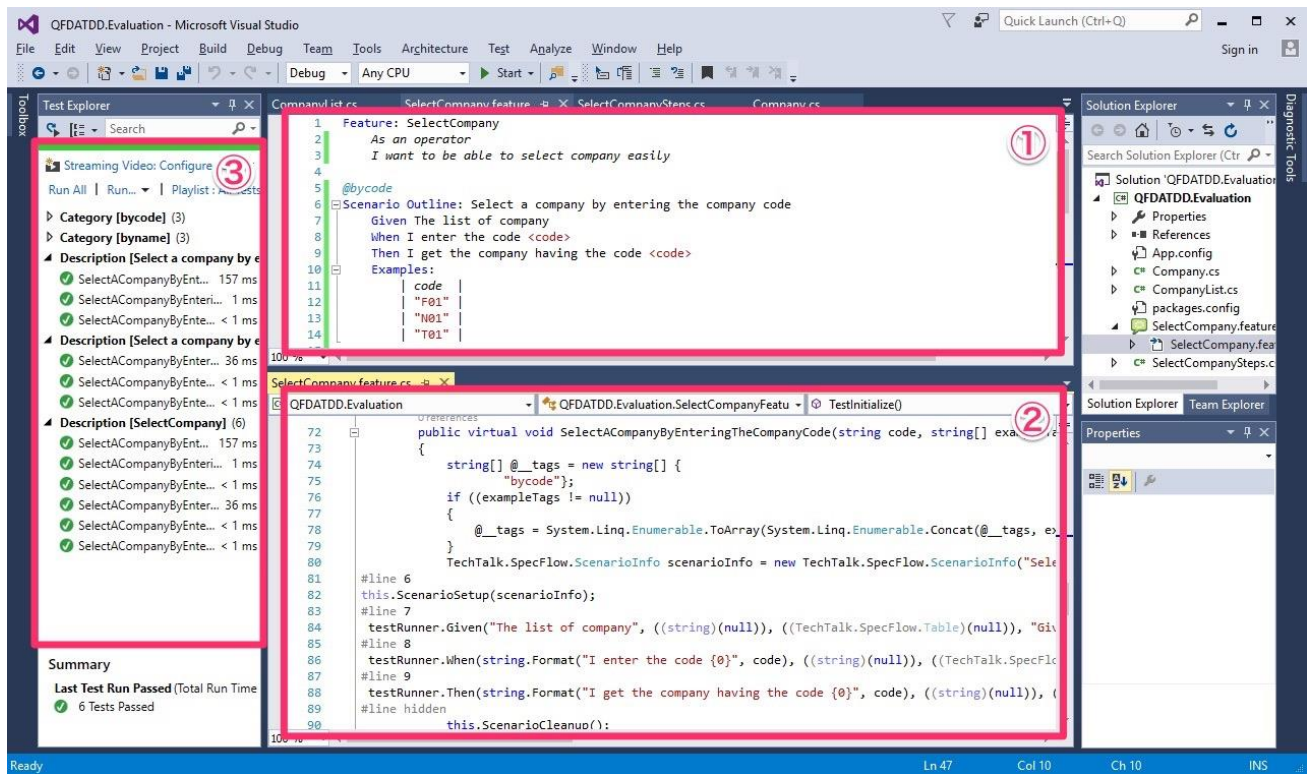 QFDATDD.Evaluation - Microsoft Visual Studio
Quick Launch (Ctrl+Q)
File Edit View Project Build Debug Team Tools Architecture Test Analyze Window Help
Sign in
Debug Any CPU Start
Toolbox
Test Explorer
Search
③
Streaming Video: Configure
Run All | Run... | Playlist :
Category [bycode] (3)
Category [byname] (3)
Description [Select a company by e
SelectACompanyByEnt... 157 ms
SelectACompanyByEnteri... 1 ms
SelectACompanyByEnte... < 1 ms
Description [Select a company by e
SelectACompanyByEnter... 36 ms
SelectACompanyByEnte... < 1 ms
SelectACompanyByEnte... < 1 ms
Description [SelectCompany] (6)
SelectACompanyByEnt... 157 ms
SelectACompanyByEnteri... 1 ms
SelectACompanyByEnte... < 1 ms
SelectACompanyByEnter... 36 ms
SelectACompanyByEnte... < 1 ms
SelectACompanyByEnte... < 1 ms
Summary
Last Test Run Passed (Total Run Time
6 Tests Passed
CompanyList.cs SelectCompany.feature SelectCompanySteps.cs Company.cs
①
1 Feature: SelectCompany
2 As an operator
3 I want to be able to select company easily
4
5 @bycode
6 Scenario Outline: Select a company by entering the company code
7 Given The list of company
8 When I enter the code <code>
9 Then I get the company having the code <code>
10 Examples:
11 | code |
12 | "F01" |
13 | "N01" |
14 | "T01" |
100 %
SelectCompany.feature.cs
QFDATDD.Evaluation QFDATDD.Evaluation.SelectCompanyFeatu TestInitialize()
②
0 references
72 public virtual void SelectACompanyByEnteringTheCompanyCode(string code, string[] exa
73 {
74 string[] @__tags = new string[] {
75 "bycode"};
76 if ((exampleTags != null))
77 {
78 @__tags = System.Linq.Enumerable.ToArray(System.Linq.Enumerable.Concat(@__tags, ex
79 }
80 TechTalk.SpecFlow.ScenarioInfo scenarioInfo = new TechTalk.SpecFlow.ScenarioInfo("Sele
81 #line 6
82 this.ScenarioSetup(scenarioInfo);
83 #line 7
84 testRunner.Given("The list of company", ((string)(null)), ((TechTalk.SpecFlow.Table)(null)), "Giv
85 #line 8
86 testRunner.When(string.Format("I enter the code {0}", code), ((string)(null)), ((TechTalk.SpecFlo
87 #line 9
88 testRunner.Then(string.Format("I get the company having the code {0}", code), ((string)(null)), (
89 #line hidden
90 this.ScenarioCleanup();
100 %
Solution Explorer
Search Solution Explorer (Ctr
Solution 'QFDATDD.Evaluation
QFDATDD.Evaluation
Properties
References
App.config
C# Company.cs
C# CompanyList.cs
packages.config
SelectCompany.feature
SelectCompany.fea
C# SelectCompanySteps.c
Solution Explorer Team Explorer
Properties
Diagnostic Tools
Ready Ln 47 Col 10 Ch 10 INS